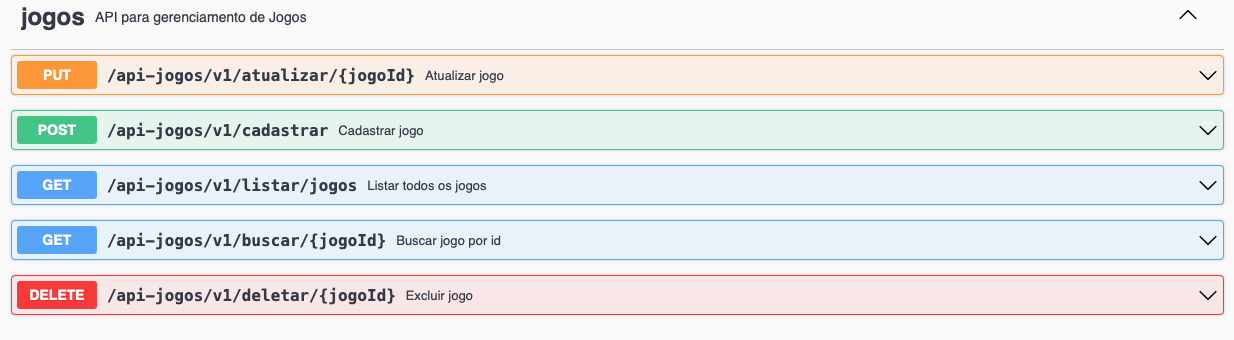 jogos API para gerenciamento de Jogos
PUT /api-jogos/v1/atualizar/{jogoId} Atualizar jogo
POST /api-jogos/v1/cadastrar Cadastrar jogo
GET /api-jogos/v1/listar/jogos Listar todos os jogos
GET /api-jogos/v1/buscar/{jogoId} Buscar jogo por id
DELETE /api-jogos/v1/deletar/{jogoId} Excluir jogo